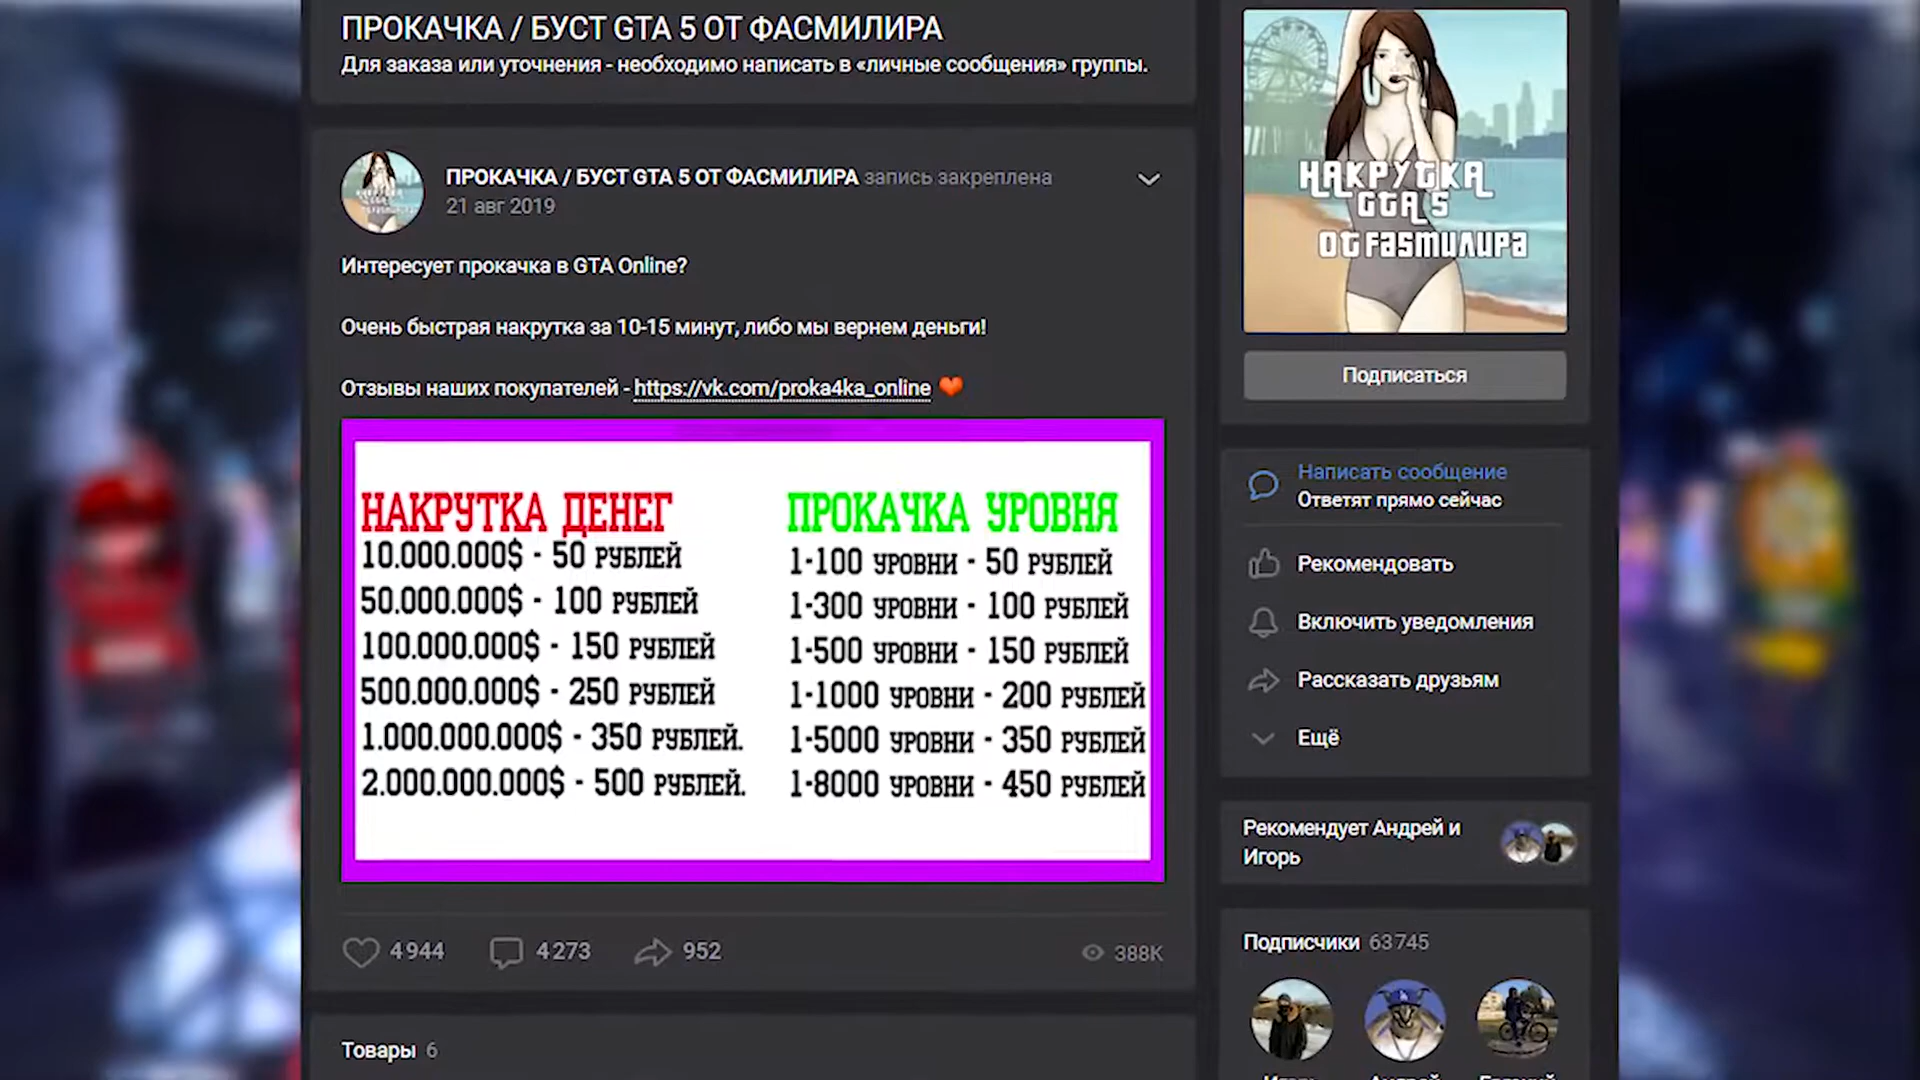 ПРОКАЧКА / БУСТ GTA 5 ОТ ФАСМИЛИРА
Для заказа или уточнения - необходимо написать в «личные сообщения» группы.
ПРОКАЧКА / БУСТ GTA 5 ОТ ФАСМИЛИРА запись закреплена
21 авг 2019
Интересует прокачка в GTA Online?
Очень быстрая накрутка за 10-15 минут, либо мы вернем деньги!
Отзывы наших покупателей - https://vk.com/proka4ka_online
НАКРУТКА ДЕНЕГ
10.000.000$ - 50 РУБЛЕЙ
50.000.000$ - 100 РУБЛЕЙ
100.000.000$ - 150 РУБЛЕЙ
500.000.000$ - 250 РУБЛЕЙ
1.000.000.000$ - 350 РУБЛЕЙ.
2.000.000.000$ - 500 РУБЛЕЙ.
ПРОКАЧКА УРОВНЯ
1-100 УРОВНИ - 50 РУБЛЕЙ
1-300 УРОВНИ - 100 РУБЛЕЙ
1-500 УРОВНИ - 150 РУБЛЕЙ
1-1000 УРОВНИ - 200 РУБЛЕЙ
1-5000 УРОВНИ - 350 РУБЛЕЙ
1-8000 УРОВНИ - 450 РУБЛЕЙ
4944
4273
952
388K
Товары 6
НАКРУТКА
GTA 5
ОТ FASMИЛИРА
Подписаться
Написать сообщение
Ответят прямо сейчас
Рекомендовать
Включить уведомления
Рассказать друзьям
Ещё
Рекомендует Андрей и
Игорь
Подписчики 63 745